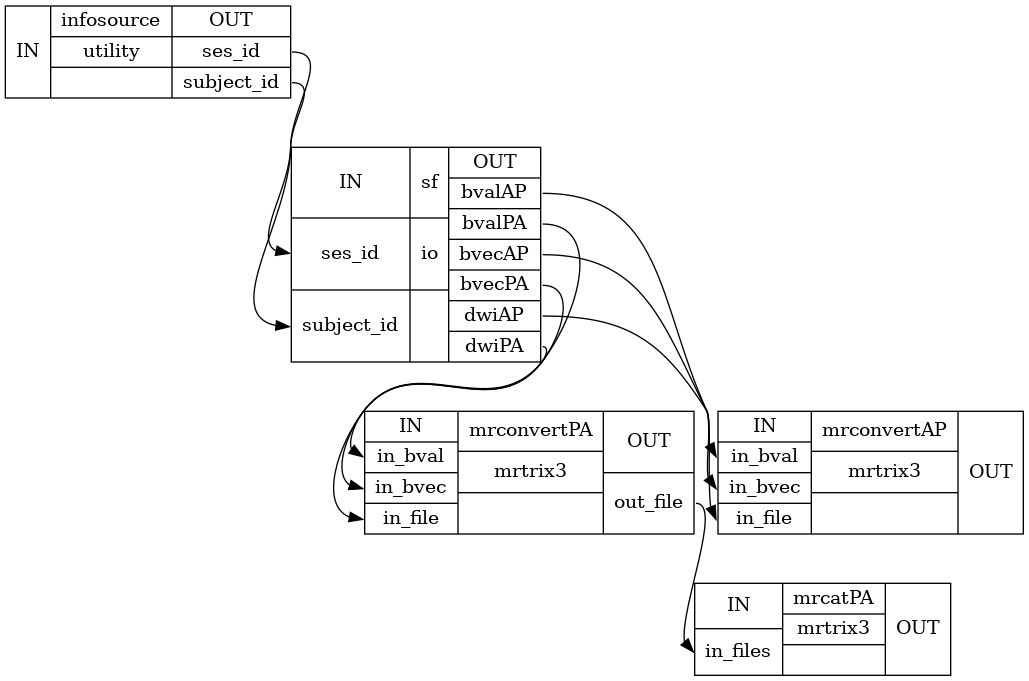 infosource OUT
IN utility ses_id
subject_id
OUT
IN sf
bvalAP
bvalPA
ses_id io bvecAP
bvecPA
subject_id dwiAP
dwiPA
IN mrconvertPA OUT
in_bval mrtrix3
in_bvec out_file
in_file
IN mrconvertAP
in_bval mrtrix3 OUT
in_bvec
in_file
IN mrcatPA
mrtrix3 OUT
in_files